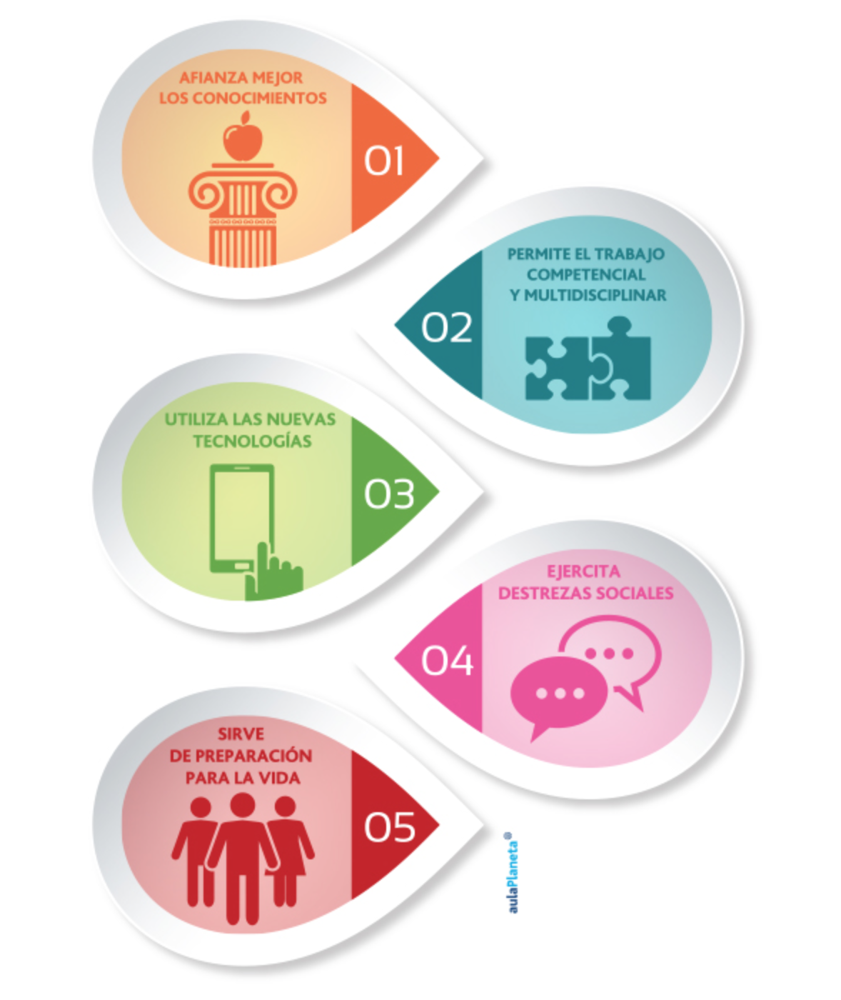 AFIANZA MEJOR
LOS CONOCIMIENTOS
01
PERMITE EL TRABAJO
COMPETENCIAL
Y MULTIDISCIPLINAR
02
UTILIZA LAS NUEVAS
TECNOLOGÍAS
03
EJERCITA
DESTREZAS SOCIALES
04
SIRVE
DE PREPARACIÓN
PARA LA VIDA
05
aulaPlaneta®